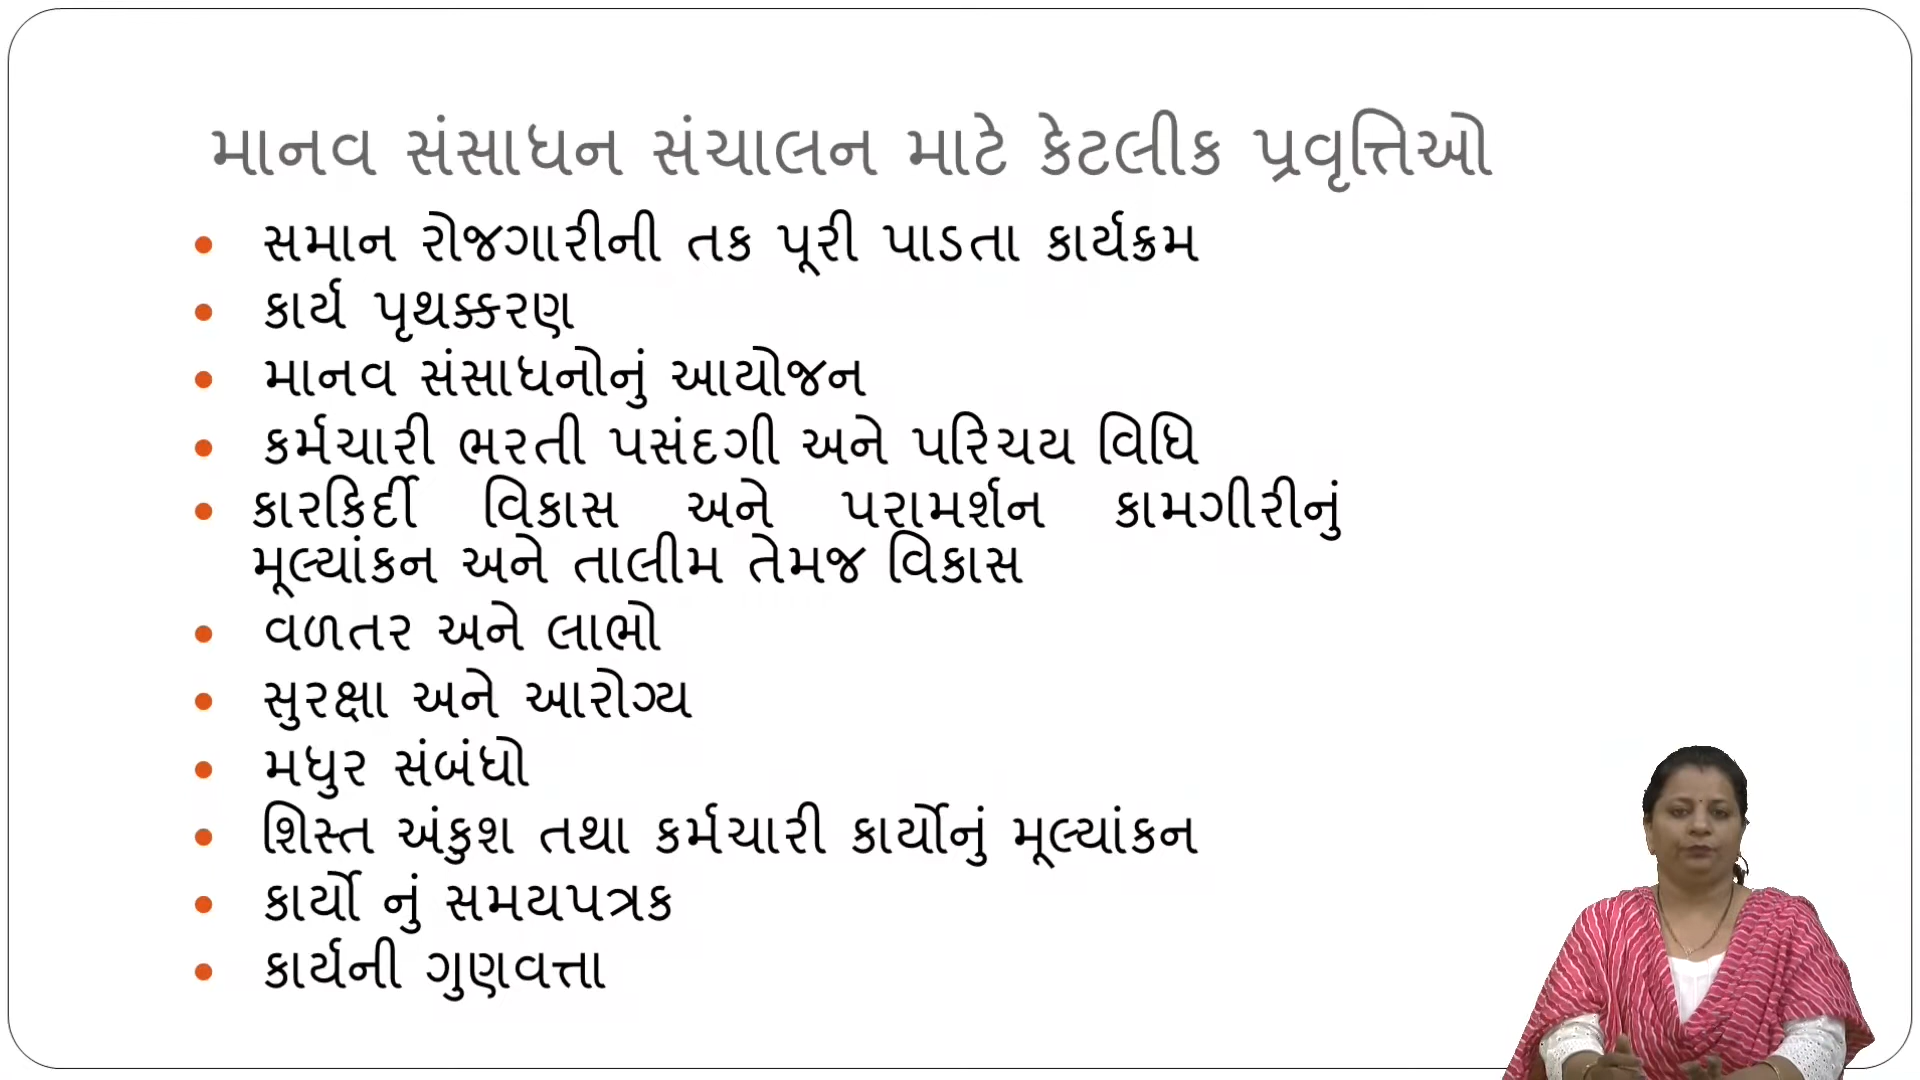 માનવ સંસાધન સંચાલન માટે કેટલીક પ્રવૃત્તિઓ
• સમાન રોજગારીની તક પૂરી પાડતા કાર્યક્રમ
• કાર્ય પૃથક્કરણ
• માનવ સંસાધનોનું આયોજન
• કર્મચારી ભરતી પસંદગી અને પરિચય વિધિ
• કારકિર્દી વિકાસ અને પરામર્શન કામગીરીનું
મૂલ્યાંકન અને તાલીમ તેમજ વિકાસ
• વળતર અને લાભો
• સુરક્ષા અને આરોગ્ય
• મધુર સંબંધો
• શિસ્ત અંકુશ તથા કર્મચારી કાર્યોનું મૂલ્યાંકન
• કાર્યો નું સમયપત્રક
• કાર્યની ગુણવત્તા